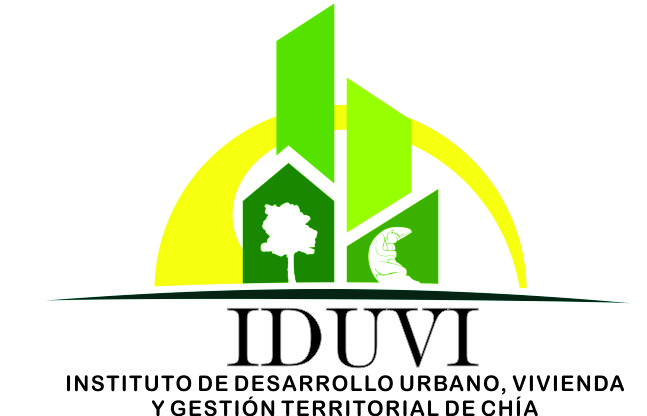 IDUVI
INSTITUTO DE DESARROLLO URBANO, VIVIENDA
Y GESTIÓN TERRITORIAL DE CHÍA